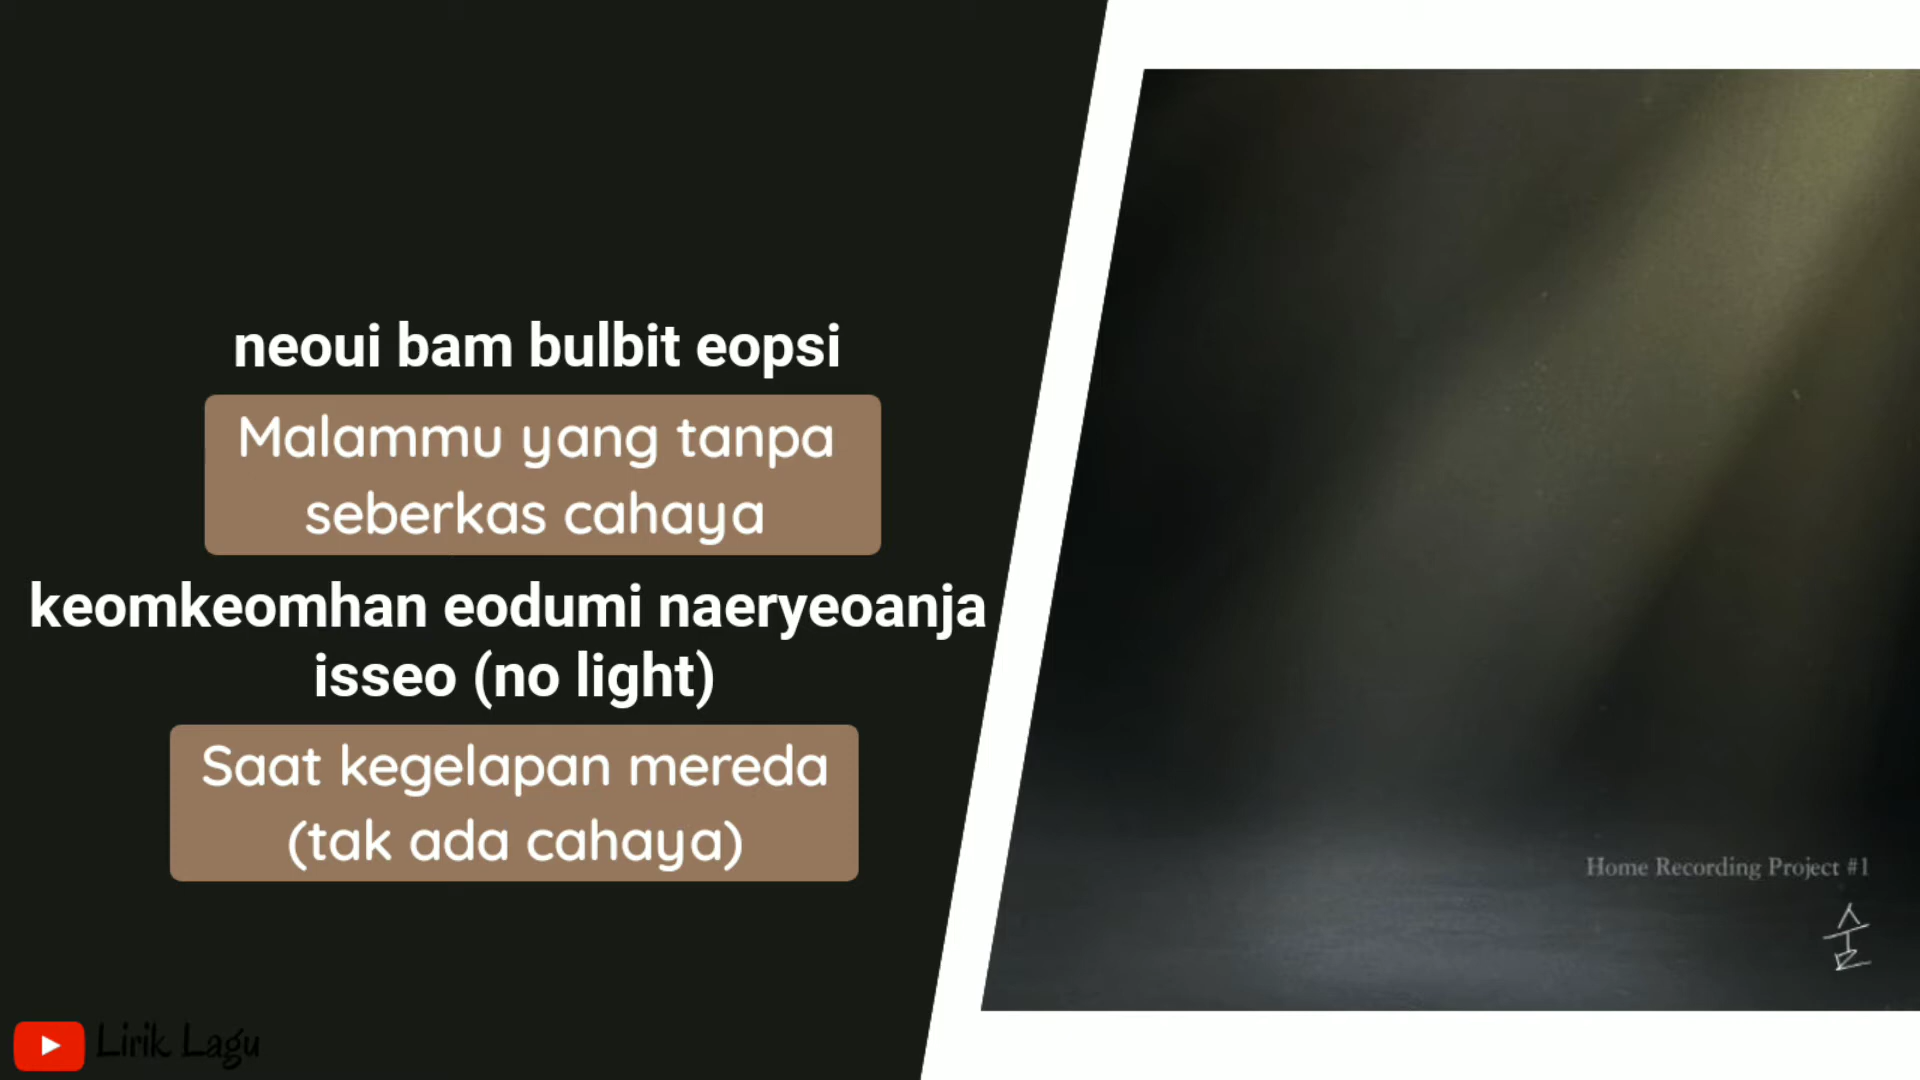 neoui bam bulbit eopsi
Malammu yang tanpa
seberkas cahaya
keomkeomhan eodumi naeryeoanja
isseo (no light)
Saat kegelapan mereda
(tak ada cahaya)
Home Recording Project #1
숨
Lirik Lagu